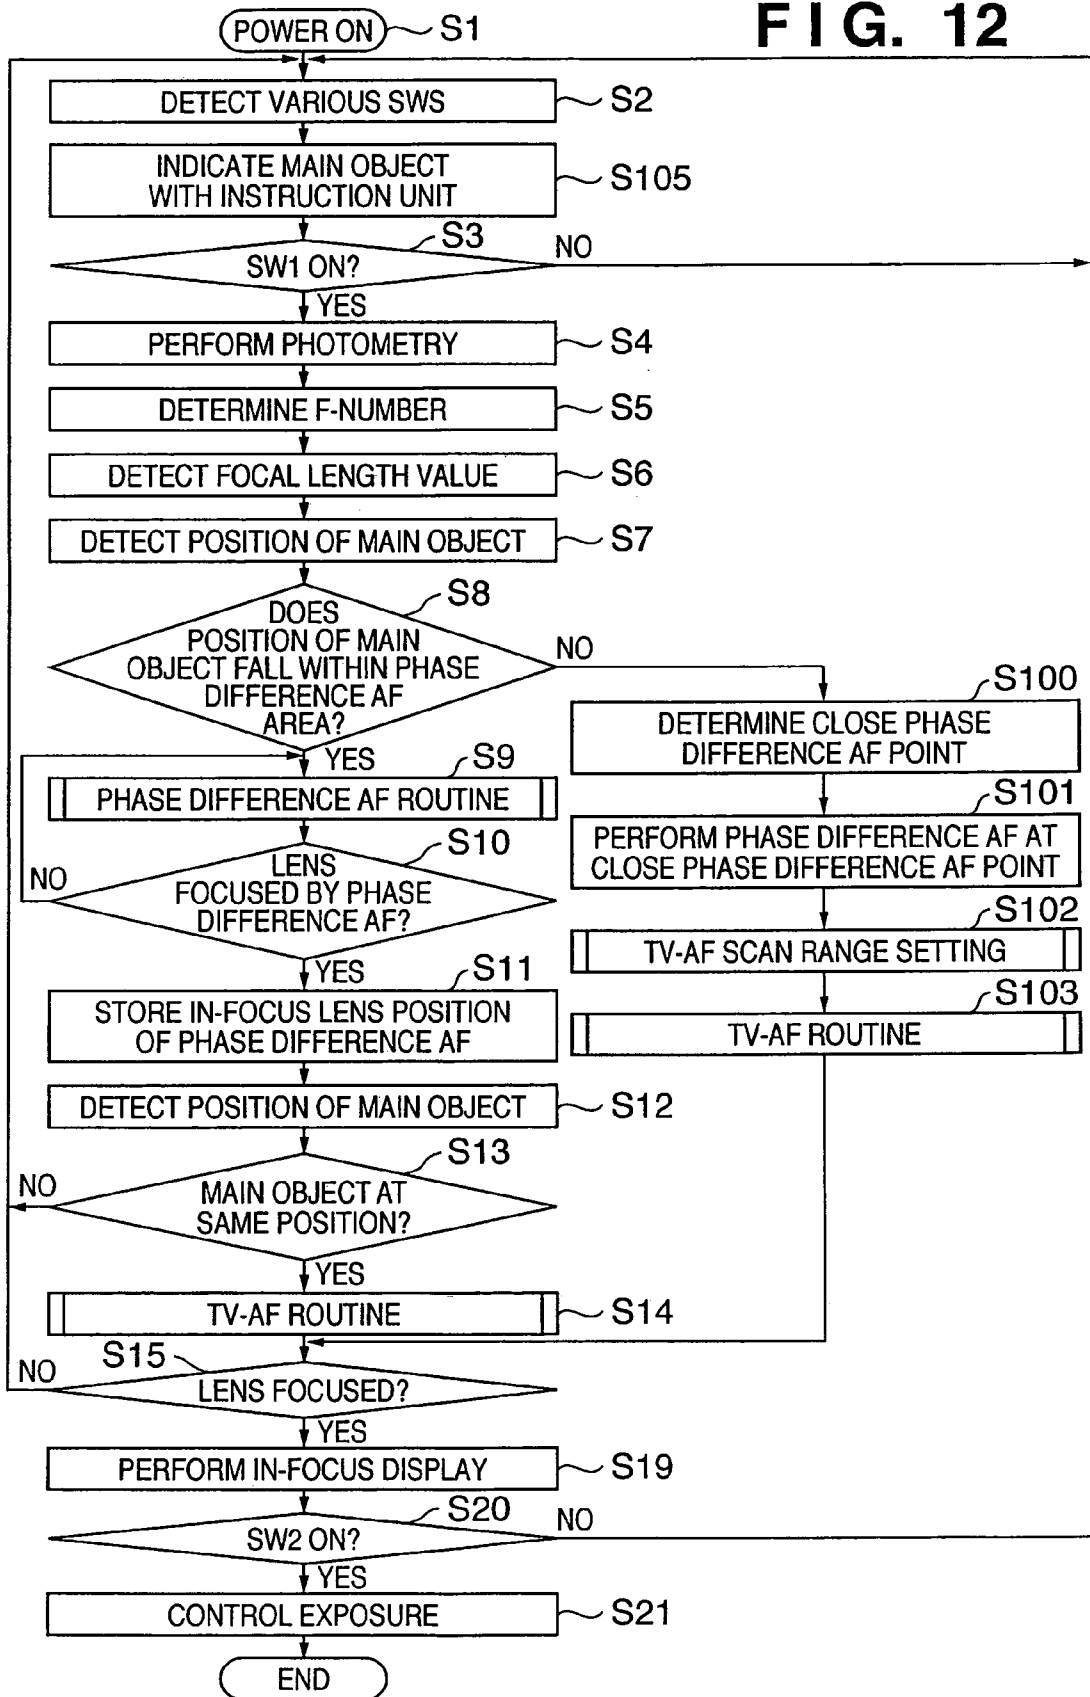 FIG. 12
POWER ON
S1
DETECT VARIOUS SWS
S2
INDICATE MAIN OBJECT
WITH INSTRUCTION UNIT
S105
S3
SW1 ON?
NO
YES
PERFORM PHOTOMETRY
S4
DETERMINE F-NUMBER
S5
DETECT FOCAL LENGTH VALUE
S6
DETECT POSITION OF MAIN OBJECT
S7
S8
DOES
POSITION OF MAIN
OBJECT FALL WITHIN PHASE
DIFFERENCE AF
AREA?
NO
YES
S100
DETERMINE CLOSE PHASE
DIFFERENCE AF POINT
S101
PERFORM PHASE DIFFERENCE AF AT
CLOSE PHASE DIFFERENCE AF POINT
S102
TV-AF SCAN RANGE SETTING
S103
TV-AF ROUTINE
S9
PHASE DIFFERENCE AF ROUTINE
S10
LENS
FOCUSED BY PHASE
DIFFERENCE AF?
NO
YES
S11
STORE IN-FOCUS LENS POSITION
OF PHASE DIFFERENCE AF
DETECT POSITION OF MAIN OBJECT
S12
S13
MAIN OBJECT AT
SAME POSITION?
NO
YES
TV-AF ROUTINE
S14
S15
LENS FOCUSED?
NO
YES
PERFORM IN-FOCUS DISPLAY
S19
S20
SW2 ON?
NO
YES
CONTROL EXPOSURE
S21
END